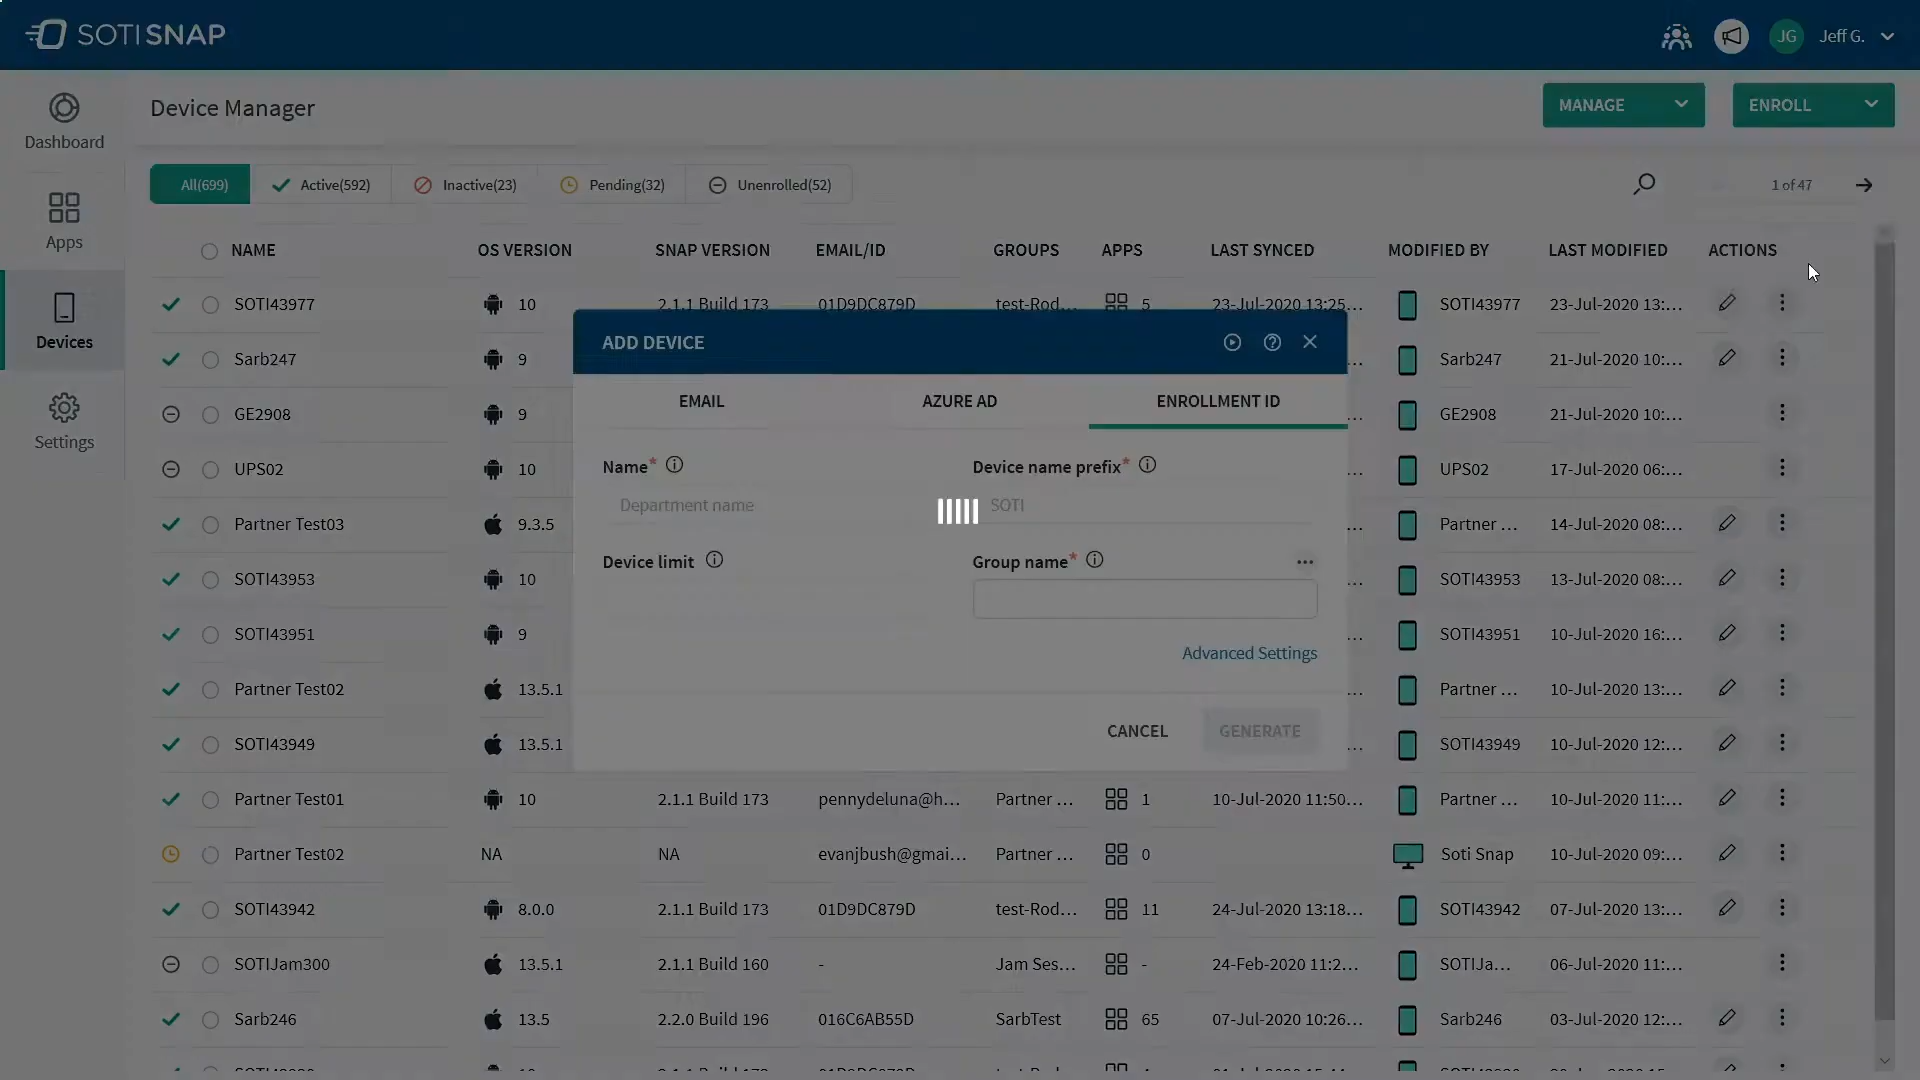 SOTI SNAP
JG Jeff G.
Device Manager
MANAGE
ENROLL
Dashboard
Apps
Devices
Settings
All(699) Active(592) Inactive(23) Pending(32) Unenrolled(52)
1 of 47
NAME OS VERSION SNAP VERSION EMAIL/ID GROUPS APPS LAST SYNCED MODIFIED BY LAST MODIFIED ACTIONS
SOTI43977 10 2.1.1 Build 173 01D9DC879D test-Rod... 5 23-Jul-2020 13:25... SOTI43977 23-Jul-2020 13:...
Sarb247 9 ... Sarb247 21-Jul-2020 10:...
GE2908 9 ... GE2908 21-Jul-2020 10:...
UPS02 10 ... UPS02 17-Jul-2020 06:...
Partner Test03 9.3.5 ... Partner ... 14-Jul-2020 08:...
SOTI43953 10 ... SOTI43953 13-Jul-2020 08:...
SOTI43951 9 ... SOTI43951 10-Jul-2020 16:...
Partner Test02 13.5.1 ... Partner ... 10-Jul-2020 13:...
SOTI43949 13.5.1 ... SOTI43949 10-Jul-2020 12:...
Partner Test01 10 2.1.1 Build 173 pennydeluna@h... Partner ... 1 10-Jul-2020 11:50... Partner ... 10-Jul-2020 11:...
Partner Test02 NA NA evanjbush@gmai... Partner ... 0 Soti Snap 10-Jul-2020 09:...
SOTI43942 8.0.0 2.1.1 Build 173 01D9DC879D test-Rod... 11 24-Jul-2020 13:18... SOTI43942 07-Jul-2020 13:...
SOTIJam300 13.5.1 2.1.1 Build 160 - Jam Ses... - 24-Feb-2020 11:2... SOTIJa... 06-Jul-2020 11:...
Sarb246 13.5 2.2.0 Build 196 016C6AB55D SarbTest 65 07-Jul-2020 10:26... Sarb246 03-Jul-2020 12:...
ADD DEVICE
EMAIL AZURE AD ENROLLMENT ID
Name* Device name prefix*
Department name SOTI
Device limit Group name* ...
Advanced Settings
CANCEL GENERATE